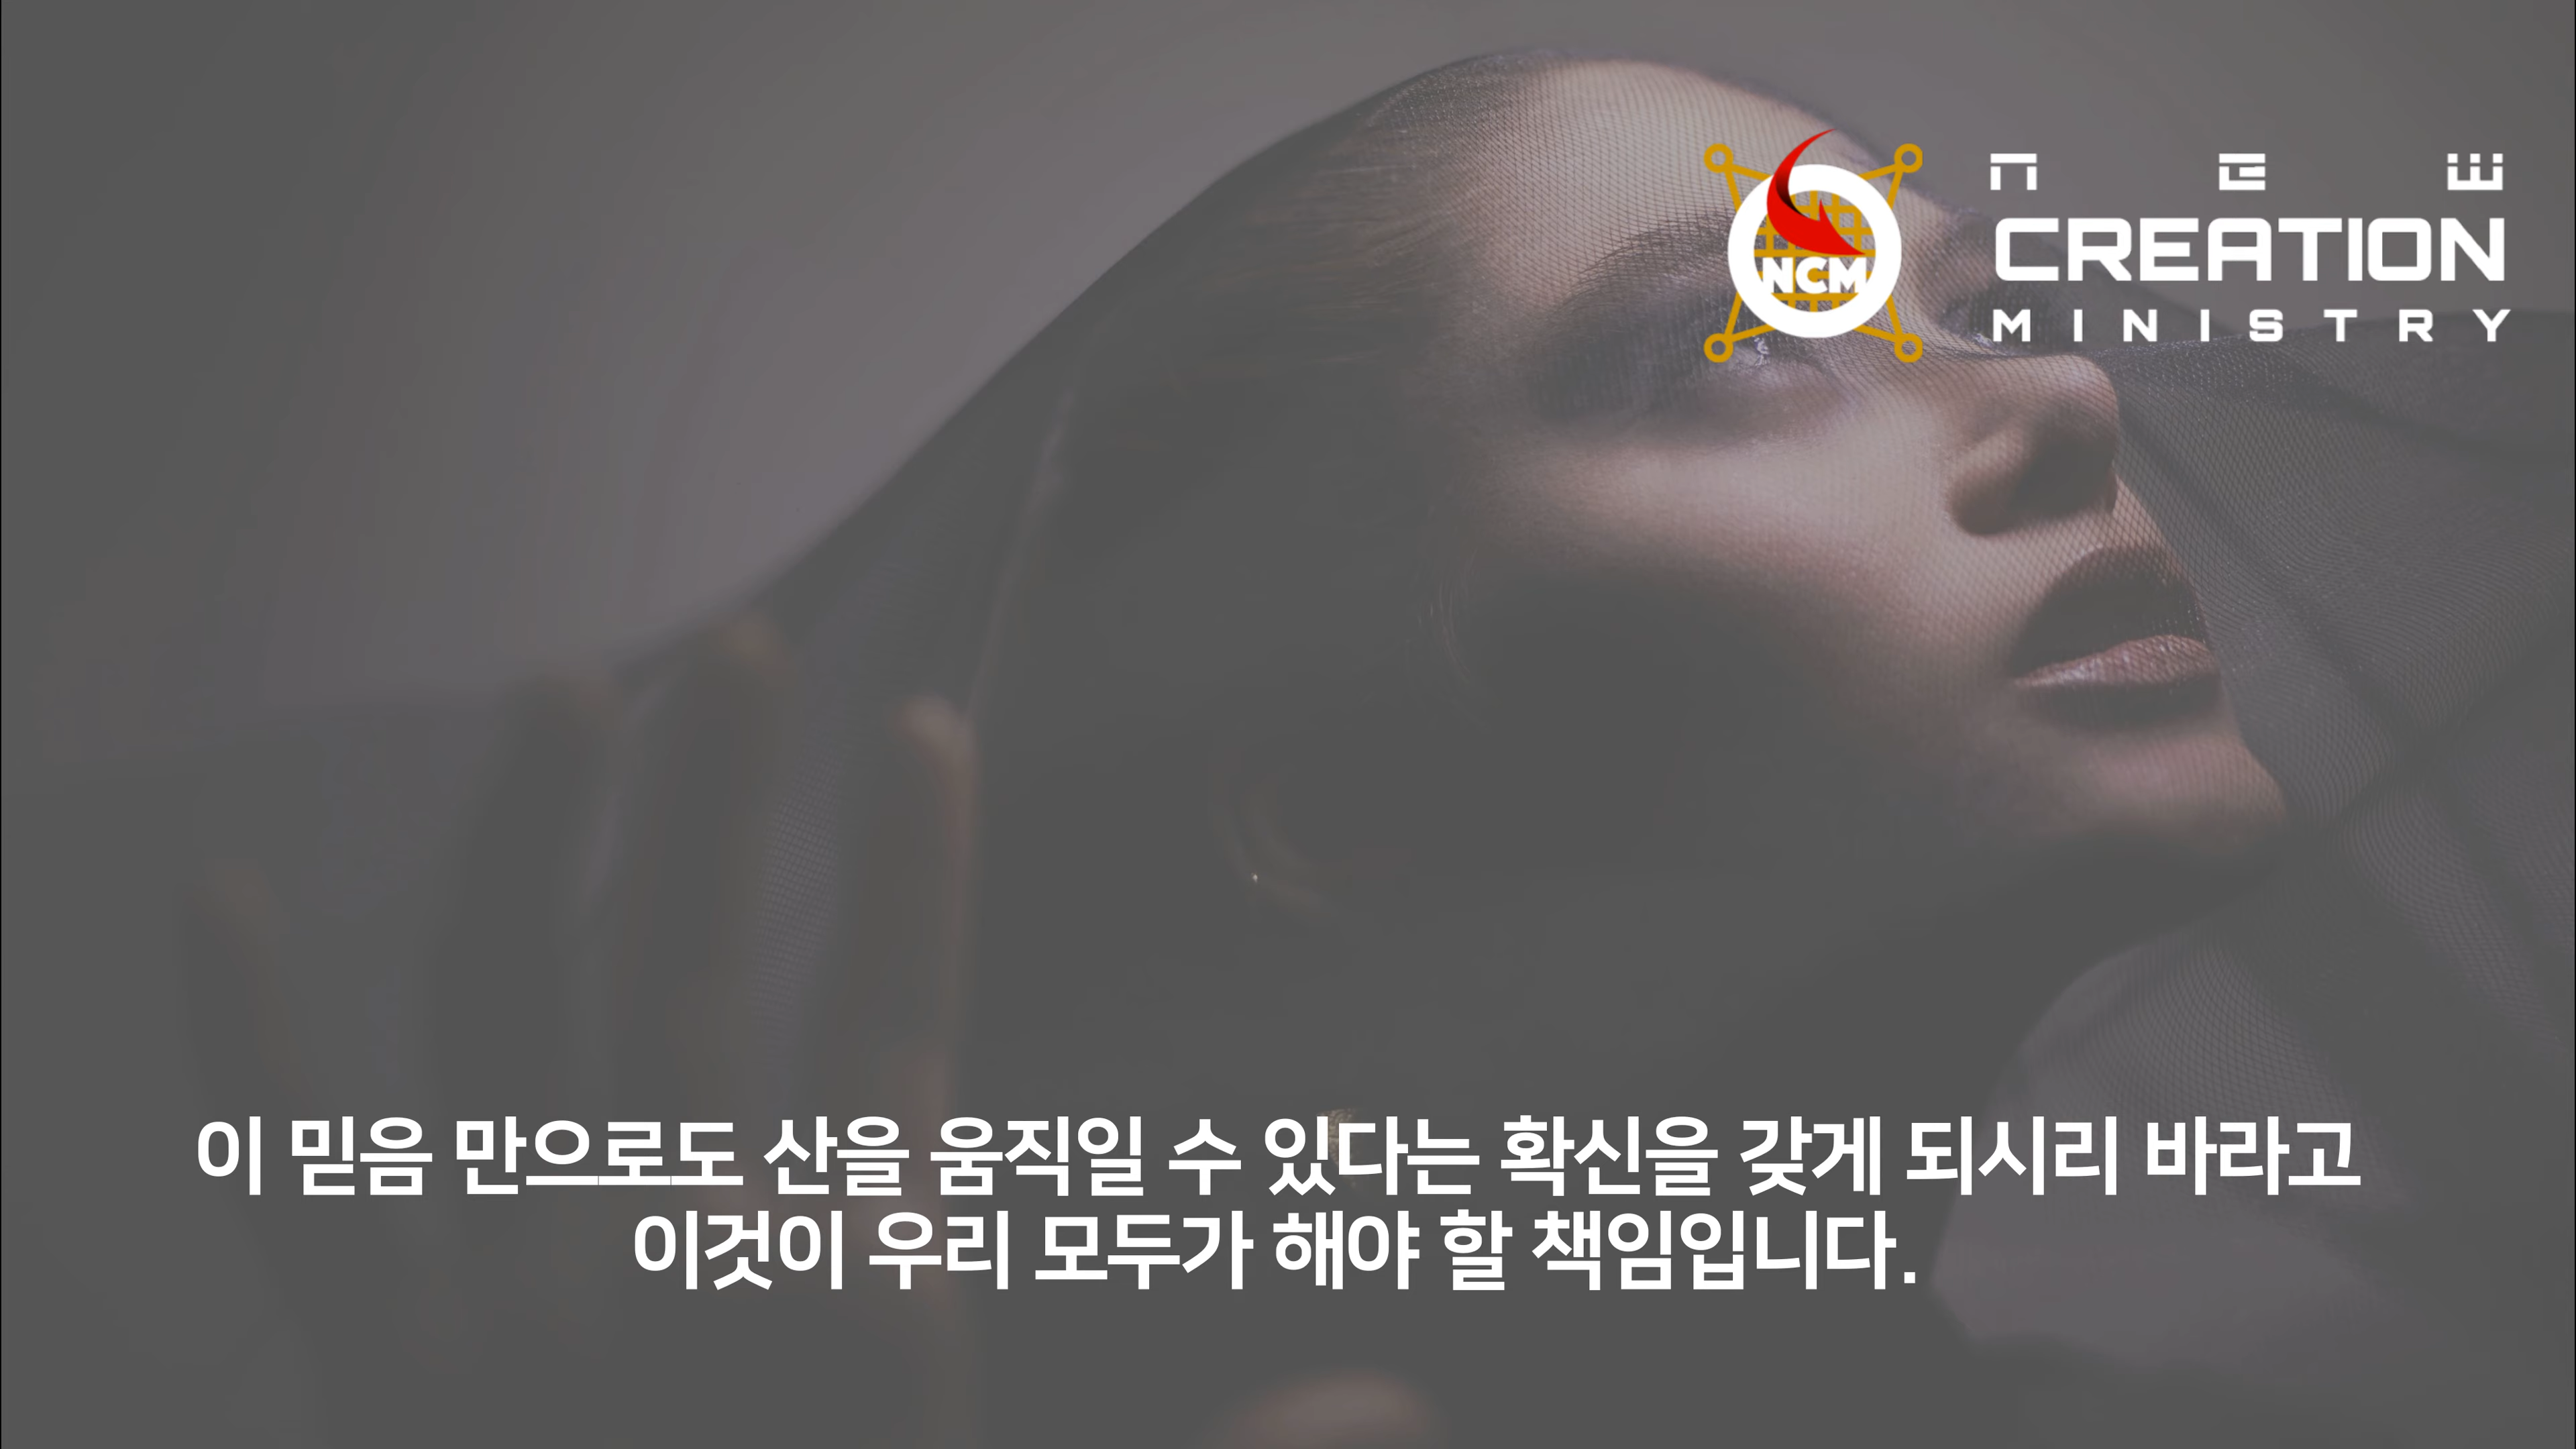 NEW
CREATION
MINISTRY
NCM
이 믿음 만으로도 산을 움직일 수 있다는 확신을 갖게 되시리 바라고
이것이 우리 모두가 해야 할 책임입니다.